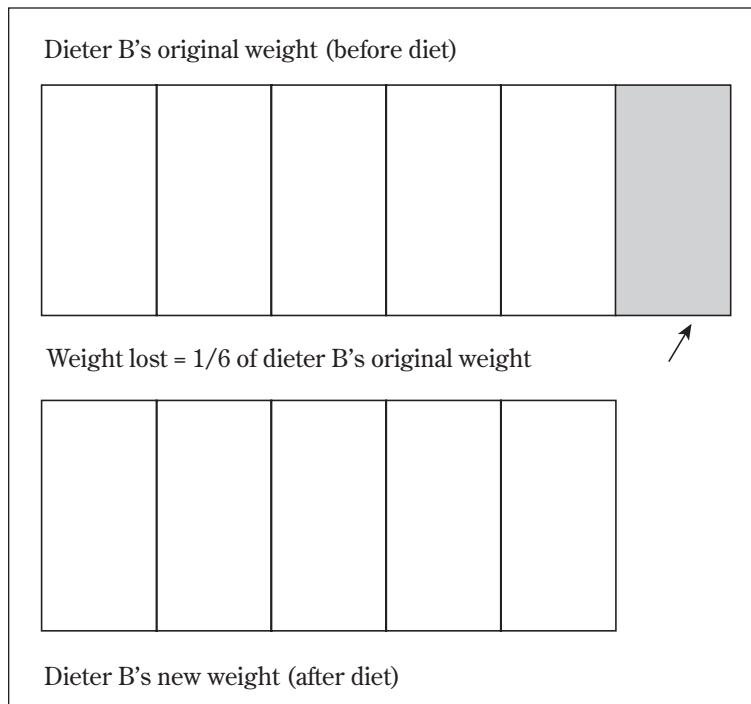 Dieter B’s original weight (before diet)
Weight lost = 1/6 of dieter B’s original weight
Dieter B’s new weight (after diet)